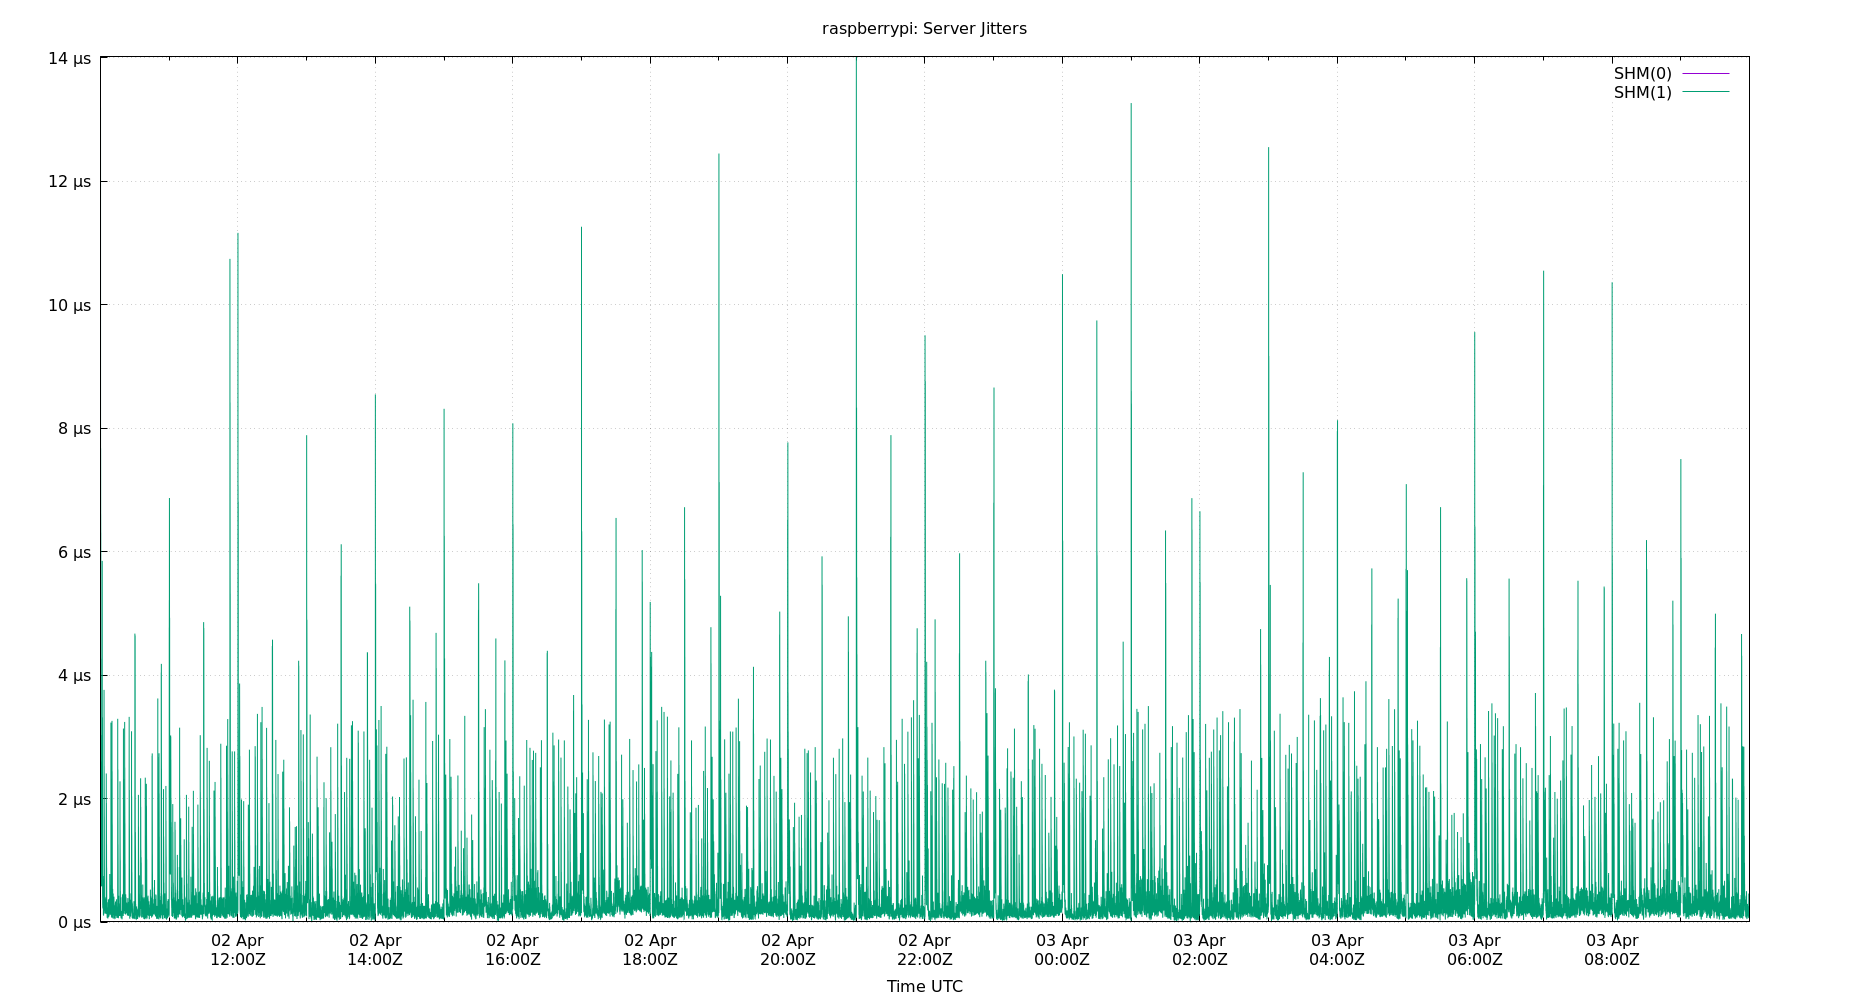 raspberrypi: Server Jitters
14 µs
12 µs
10 µs
8 µs
6 µs
4 µs
2 µs
0 µs
SHM(0)
SHM(1)
02 Apr
12:00Z
02 Apr
14:00Z
02 Apr
16:00Z
02 Apr
18:00Z
02 Apr
20:00Z
02 Apr
22:00Z
03 Apr
00:00Z
03 Apr
02:00Z
03 Apr
04:00Z
03 Apr
06:00Z
03 Apr
08:00Z
Time UTC